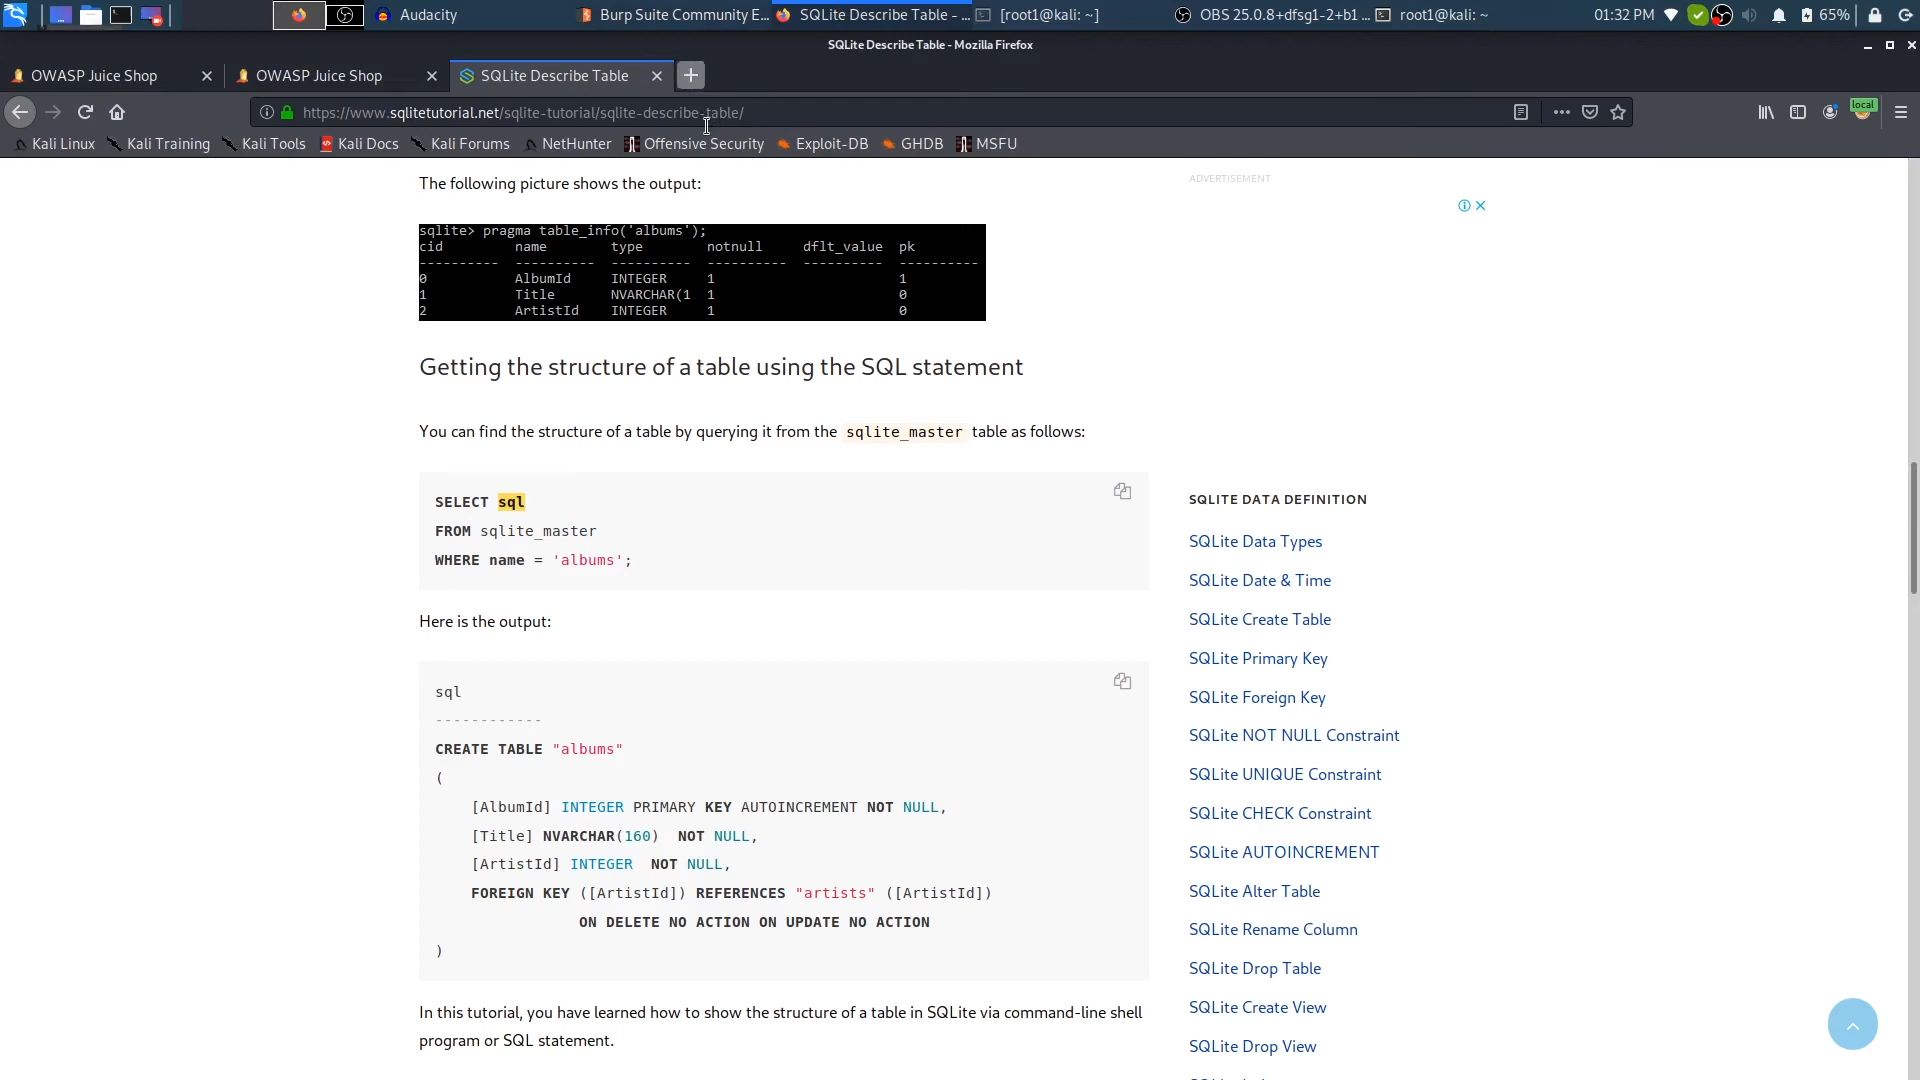 Audacity
Burp Suite Community E...
SQLite Describe Table - ...
[root1@kali: ~]
OBS 25.0.8+dfsg1-2+b1 ...
root1@kali: ~
01:32 PM
65%
SQLite Describe Table - Mozilla Firefox
OWASP Juice Shop
OWASP Juice Shop
SQLite Describe Table
https://www.sqlitetutorial.net/sqlite-tutorial/sqlite-describe-table/
local
Kali Linux
Kali Training
Kali Tools
Kali Docs
Kali Forums
NetHunter
Offensive Security
Exploit-DB
GHDB
MSFU
The following picture shows the output:
sqlite> pragma table_info('albums');
cid name type notnull dflt_value pk
---------- ---------- ---------- ---------- ---------- ----------
0 AlbumId INTEGER 1 1
1 Title NVARCHAR(1 1 0
2 ArtistId INTEGER 1 0
Getting the structure of a table using the SQL statement
You can find the structure of a table by querying it from the sqlite_master table as follows:
SELECT sql
FROM sqlite_master
WHERE name = 'albums';
Here is the output:
sql
------------
CREATE TABLE "albums"
(
[AlbumId] INTEGER PRIMARY KEY AUTOINCREMENT NOT NULL,
[Title] NVARCHAR(160) NOT NULL,
[ArtistId] INTEGER NOT NULL,
FOREIGN KEY ([ArtistId]) REFERENCES "artists" ([ArtistId])
ON DELETE NO ACTION ON UPDATE NO ACTION
)
In this tutorial, you have learned how to show the structure of a table in SQLite via command-line shell
program or SQL statement.
ADVERTISEMENT
SQLITE DATA DEFINITION
SQLite Data Types
SQLite Date & Time
SQLite Create Table
SQLite Primary Key
SQLite Foreign Key
SQLite NOT NULL Constraint
SQLite UNIQUE Constraint
SQLite CHECK Constraint
SQLite AUTOINCREMENT
SQLite Alter Table
SQLite Rename Column
SQLite Drop Table
SQLite Create View
SQLite Drop View